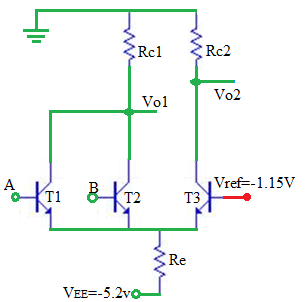 Rc1
Rc2
Vo1
Vo2
A
B
T1
T2
T3
Vref=-1.15V
Re
VEE=-5.2v